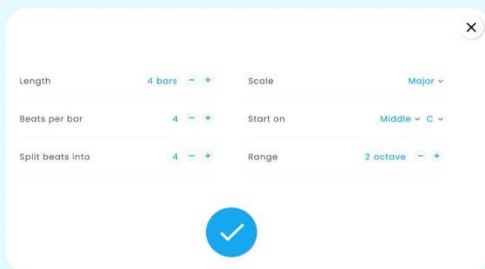 Length 4 bars − + Scale Major
Beats per bar 4 − + Start on Middle C
Split beats into 4 − + Range 2 octave − +